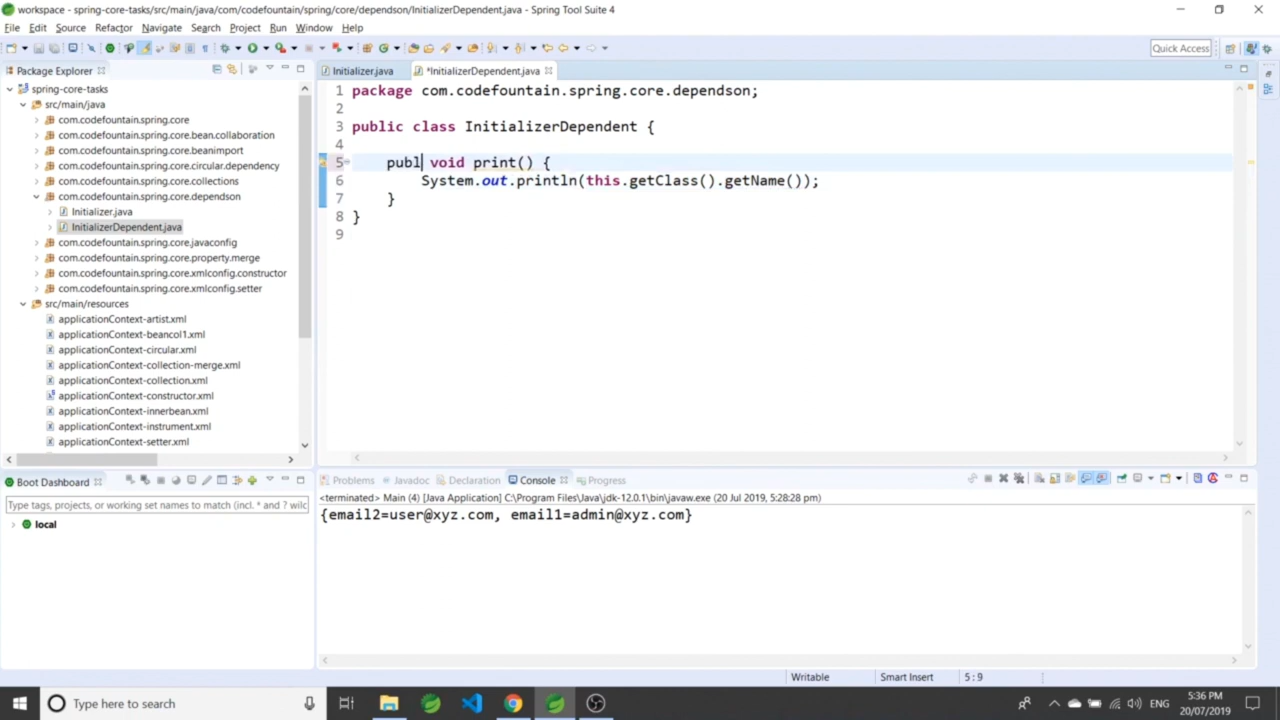 workspace - spring-core-tasks/src/main/java/com/codefountain/spring/core/dependson/InitializerDependent.java - Spring Tool Suite 4
File Edit Source Refactor Navigate Search Project Run Window Help
Quick Access
Package Explorer
spring-core-tasks
src/main/java
com.codefountain.spring.core
com.codefountain.spring.core.bean.collaboration
com.codefountain.spring.core.beanimport
com.codefountain.spring.core.circular.dependency
com.codefountain.spring.core.collections
com.codefountain.spring.core.dependson
Initializer.java
InitializerDependent.java
com.codefountain.spring.core.javaconfig
com.codefountain.spring.core.property.merge
com.codefountain.spring.core.xmlconfig.constructor
com.codefountain.spring.core.xmlconfig.setter
src/main/resources
applicationContext-artist.xml
applicationContext-beancol1.xml
applicationContext-circular.xml
applicationContext-collection-merge.xml
applicationContext-collection.xml
applicationContext-constructor.xml
applicationContext-innerbean.xml
applicationContext-instrument.xml
applicationContext-setter.xml
Initializer.java *InitializerDependent.java
1 package com.codefountain.spring.core.dependson;
2
3 public class InitializerDependent {
4
5 publ void print() {
6 System.out.println(this.getClass().getName());
7 }
8 }
9
Boot Dashboard
Type tags, projects, or working set names to match (incl. * and ? wilc
local
Problems Javadoc Declaration Console Progress
<terminated> Main (4) [Java Application] C:\Program Files\Java\jdk-12.0.1\bin\javaw.exe (20 Jul 2019, 5:28:28 pm)
{email2=user@xyz.com, email1=admin@xyz.com}
Writable Smart Insert 5 : 9
Type here to search
ENG
5:36 PM
20/07/2019